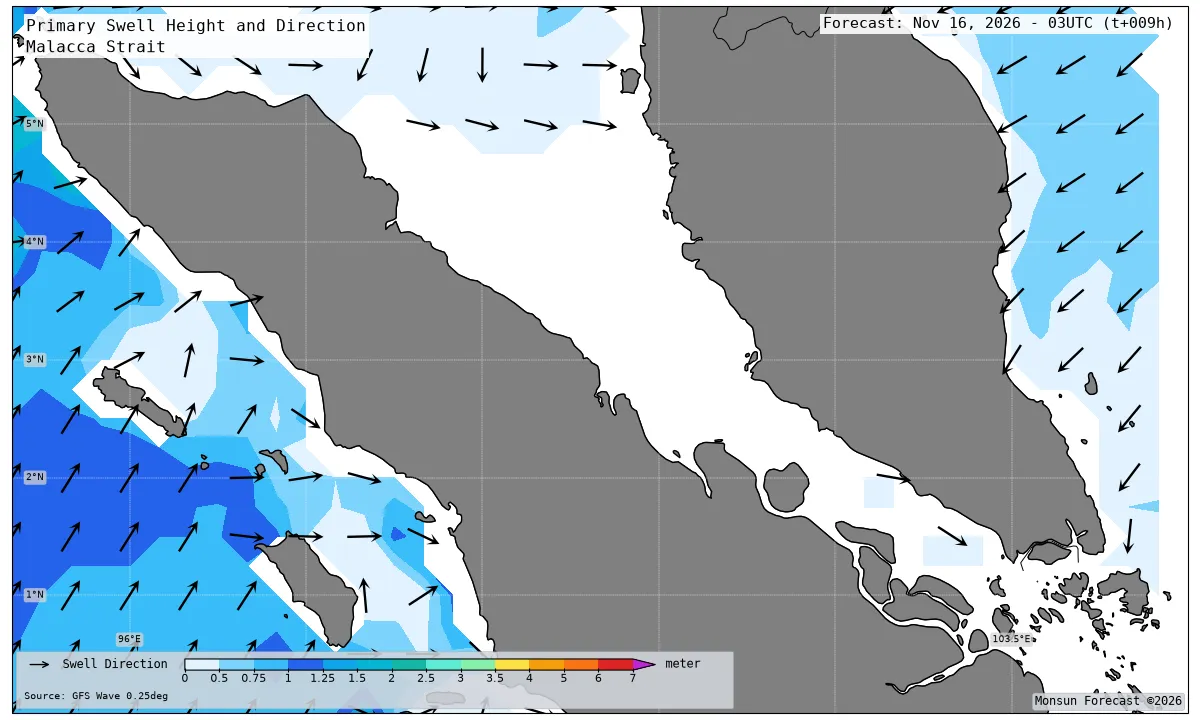 Primary Swell Height and Direction
Malacca Strait
Forecast: Nov 16, 2026 - 03UTC (t+009h)
5°N
4°N
3°N
2°N
1°N
96°E
103.5°E
Swell Direction
0 0.5 0.75 1 1.25 1.5 2 2.5 3 3.5 4 5 6 7
meter
Source: GFS Wave 0.25deg
Monsun Forecast ©2026